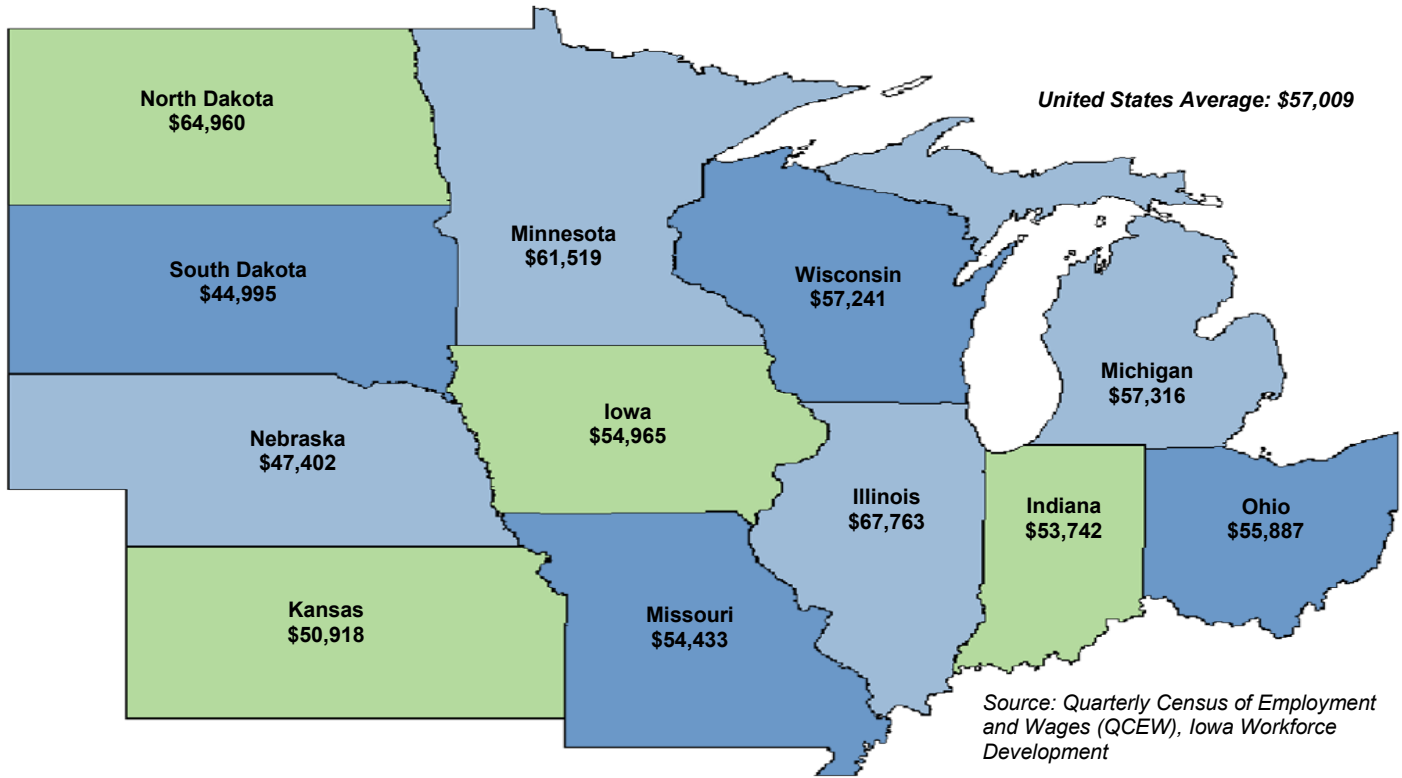 North Dakota
$64,960
United States Average: $57,009
Minnesota
$61,519
South Dakota
$44,995
Wisconsin
$57,241
Michigan
$57,316
Iowa
$54,965
Nebraska
$47,402
Illinois
$67,763
Indiana
$53,742
Ohio
$55,887
Kansas
$50,918
Missouri
$54,433
Source: Quarterly Census of Employment
and Wages (QCEW), Iowa Workforce
Development